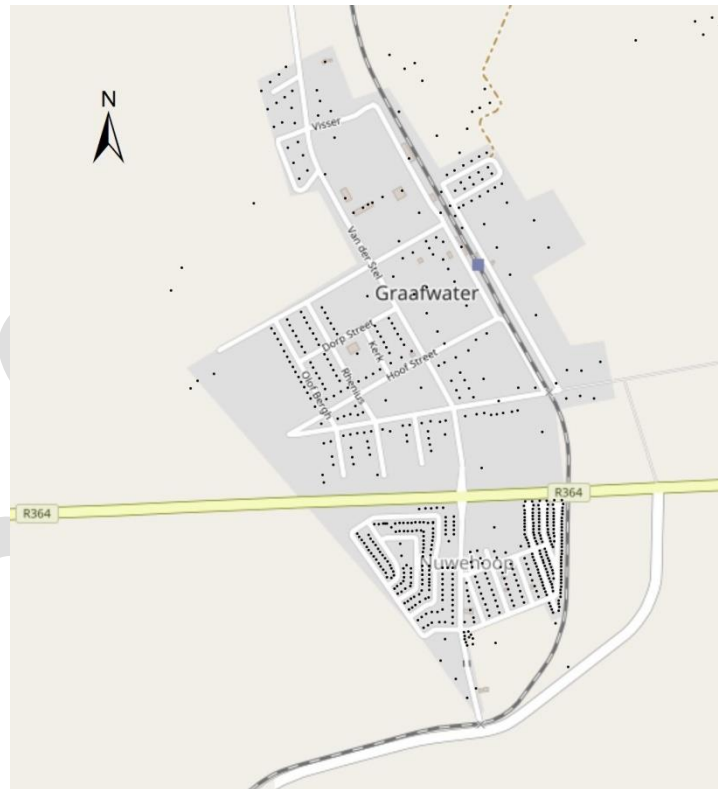 N
Visser
Van der Stel
Graafwater
Dorp Street
Kerk
Hoof Street
Olof Bergh
Rhenius
R364
R364
Nuwehoop